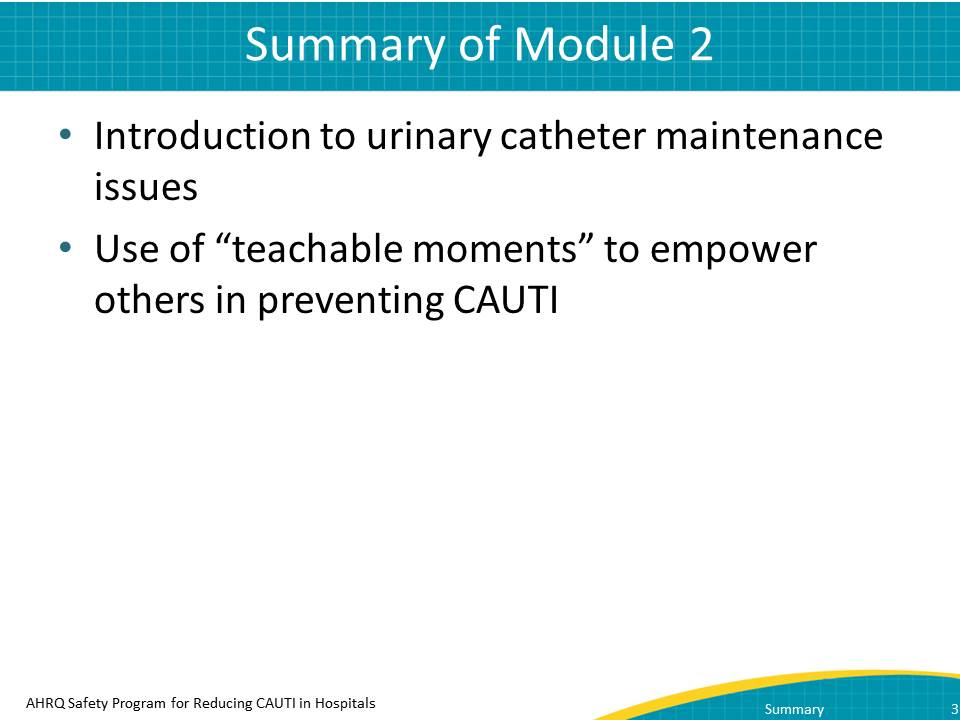 Summary of Module 2
• Introduction to urinary catheter maintenance
issues
• Use of “teachable moments” to empower
others in preventing CAUTI
AHRQ Safety Program for Reducing CAUTI in Hospitals
Summary
3